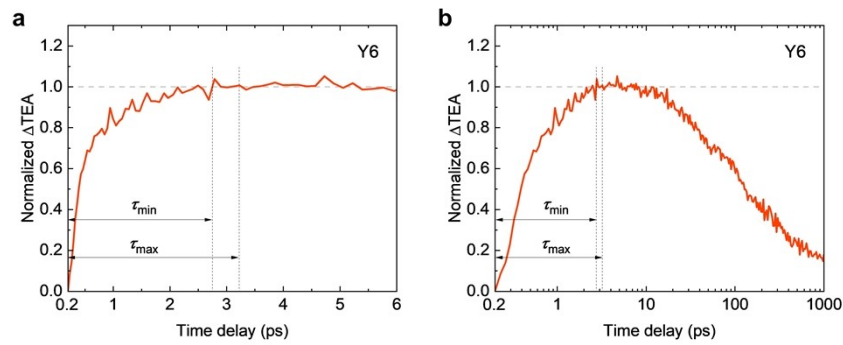 a
Y6
Normalized ΔTEA
1.2
1.0
0.8
0.6
0.4
0.2
0.0
τmin
τmax
0.2 1 2 3 4 5 6
Time delay (ps)
b
Y6
Normalized ΔTEA
1.2
1.0
0.8
0.6
0.4
0.2
0.0
τmin
τmax
0.2 1 10 100 1000
Time delay (ps)